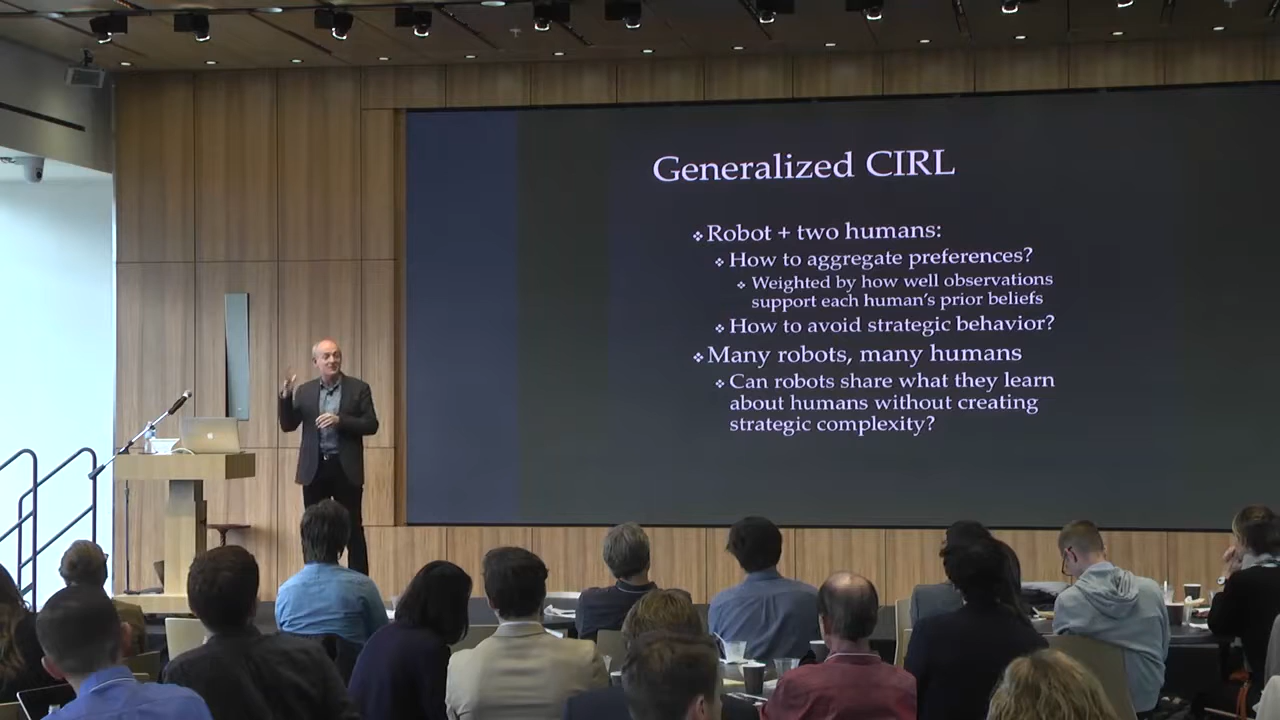 Generalized CIRL
❖ Robot + two humans:
❖ How to aggregate preferences?
❖ Weighted by how well observations
support each human's prior beliefs
❖ How to avoid strategic behavior?
❖ Many robots, many humans
❖ Can robots share what they learn
about humans without creating
strategic complexity?